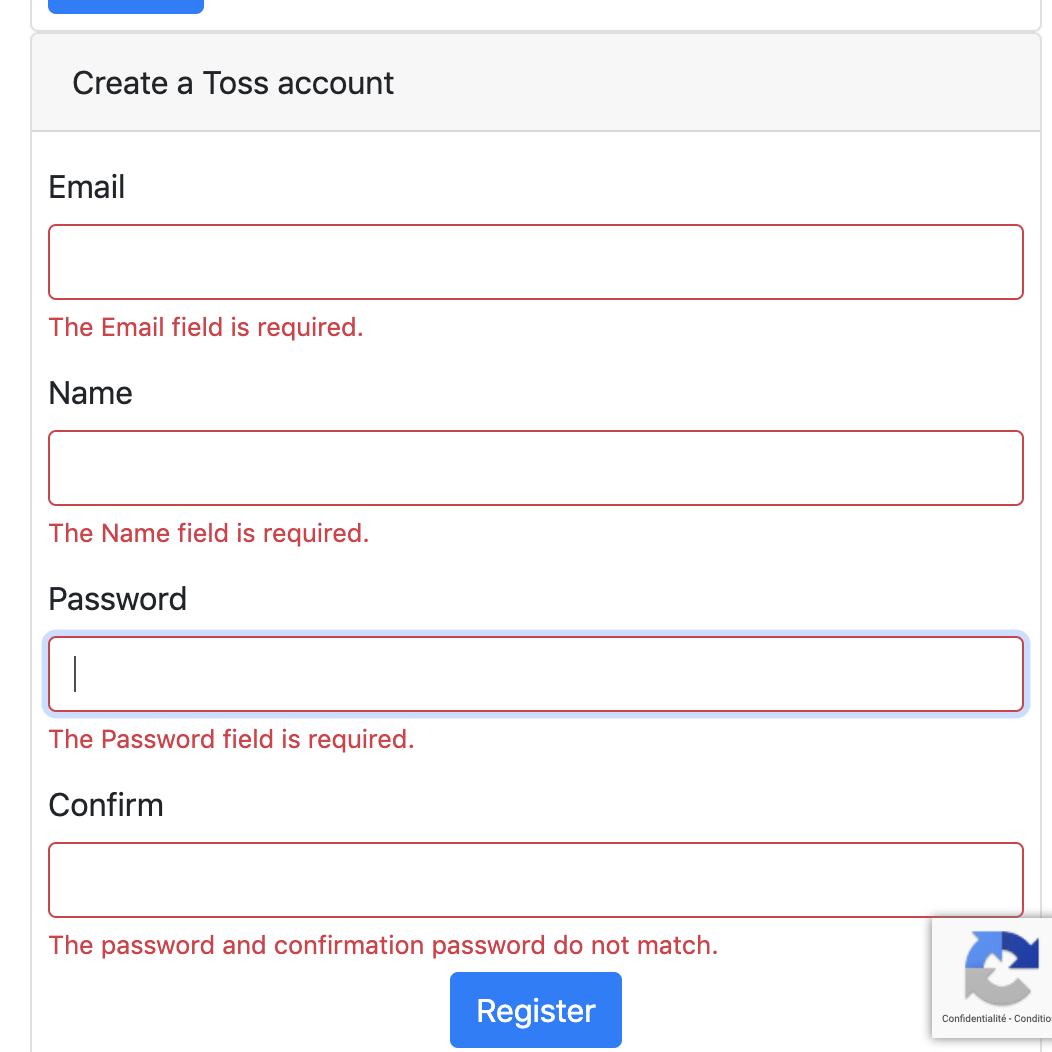 Create a Toss account
Email
The Email field is required.
Name
The Name field is required.
Password
The Password field is required.
Confirm
The password and confirmation password do not match.
Register
Confidentialité - Conditio